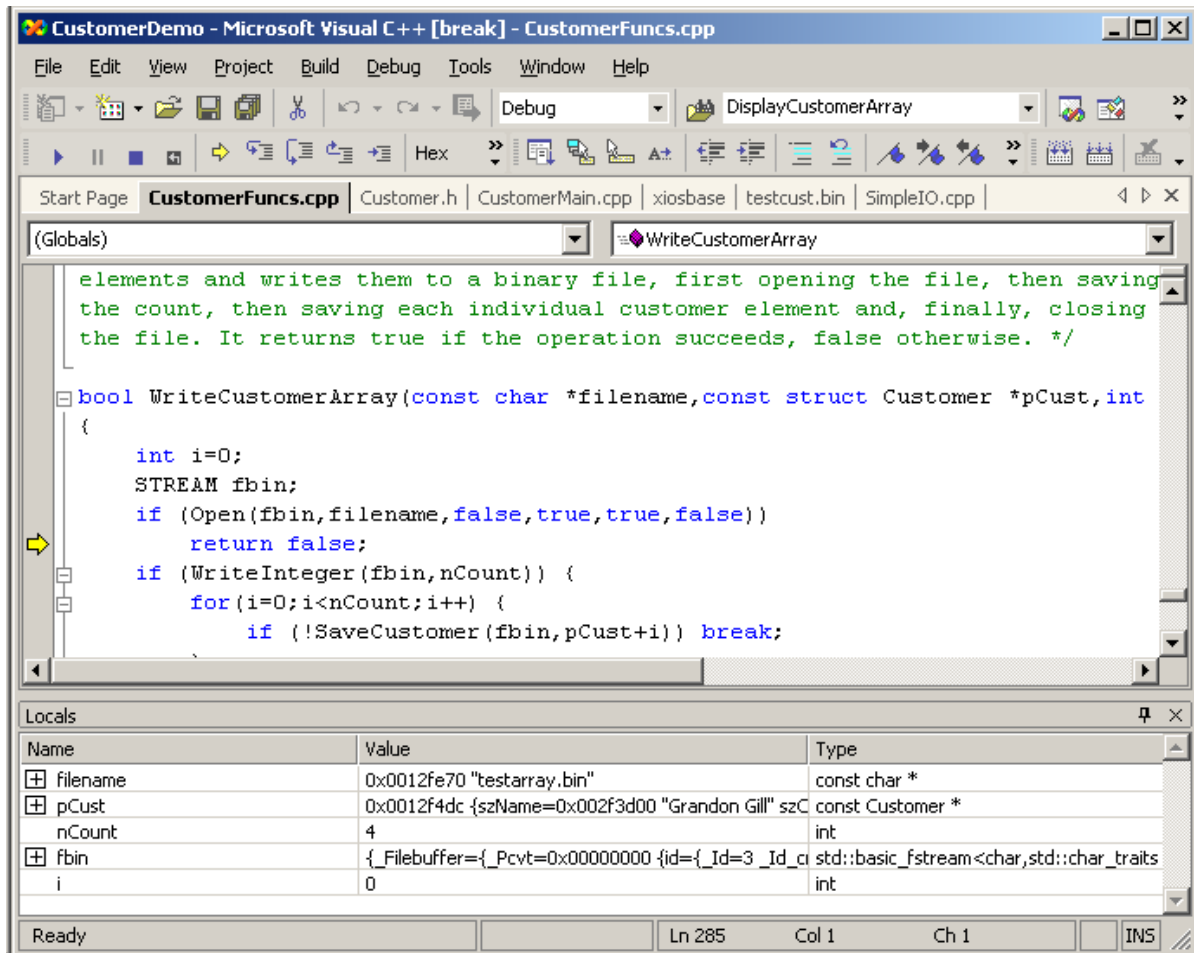 CustomerDemo - Microsoft Visual C++ [break] - CustomerFuncs.cpp
File Edit View Project Build Debug Tools Window Help
Debug DisplayCustomerArray
Hex
Start Page CustomerFuncs.cpp Customer.h CustomerMain.cpp xiosbase testcust.bin SimpleIO.cpp
(Globals) WriteCustomerArray
elements and writes them to a binary file, first opening the file, then saving
the count, then saving each individual customer element and, finally, closing
the file. It returns true if the operation succeeds, false otherwise. */
bool WriteCustomerArray(const char *filename,const struct Customer *pCust,int
{
int i=0;
STREAM fbin;
if (Open(fbin,filename,false,true,true,false))
return false;
if (WriteInteger(fbin,nCount)) {
for(i=0;i<nCount;i++) {
if (!SaveCustomer(fbin,pCust+i)) break;
Locals
Name Value Type
filename 0x0012fe70 "testarray.bin" const char *
pCust 0x0012f4dc {szName=0x002f3d00 "Grandon Gill" szC const Customer *
nCount 4 int
fbin {_Filebuffer={_Pcvt=0x00000000 {id={_Id=3 _Id_c std::basic_fstream<char,std::char_traits
i 0 int
Ready Ln 285 Col 1 Ch 1 INS